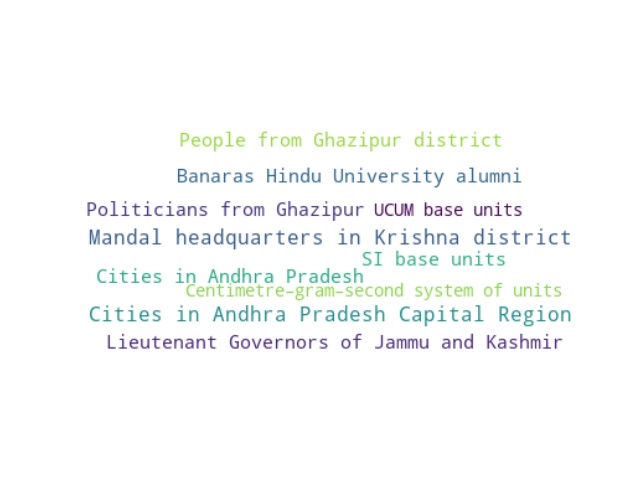 People from Ghazipur district
Banaras Hindu University alumni
Politicians from Ghazipur UCUM base units
Mandal headquarters in Krishna district
SI base units
Cities in Andhra Pradesh
Centimetre–gram–second system of units
Cities in Andhra Pradesh Capital Region
Lieutenant Governors of Jammu and Kashmir